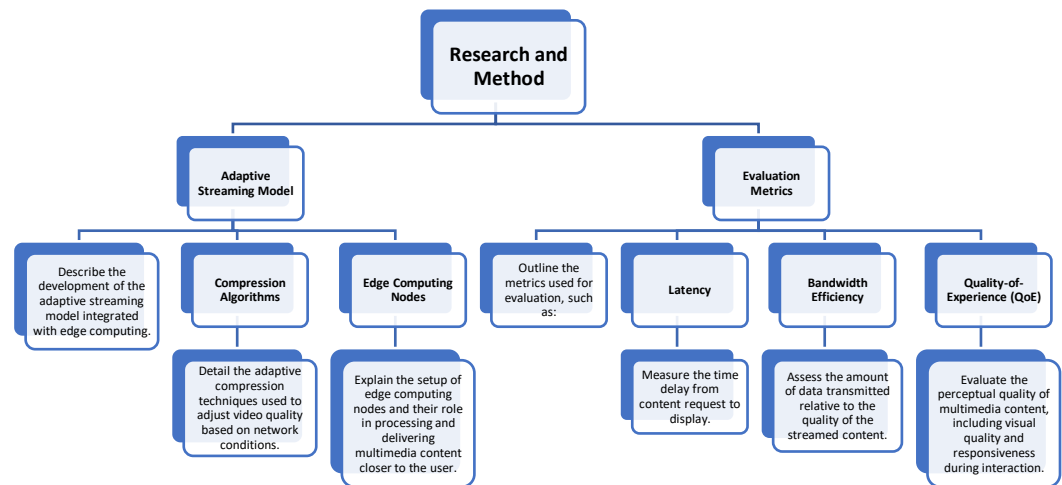 Research and
Method
Adaptive
Streaming Model
Evaluation
Metrics
Describe the
development of the
adaptive streaming
model integrated
with edge computing.
Compression
Algorithms
Edge Computing
Nodes
Outline the
metrics used for
evaluation, such
as:
Latency
Bandwidth
Efficiency
Quality-of-
Experience (QoE)
Detail the adaptive
compression
techniques used to
adjust video quality
based on network
conditions.
Explain the setup of
edge computing
nodes and their role
in processing and
delivering
multimedia content
closer to the user.
Measure the time
delay from
content request to
display.
Assess the amount
of data transmitted
relative to the
quality of the
streamed content.
Evaluate the
perceptual quality of
multimedia content,
including visual
quality and
responsiveness
during interaction.